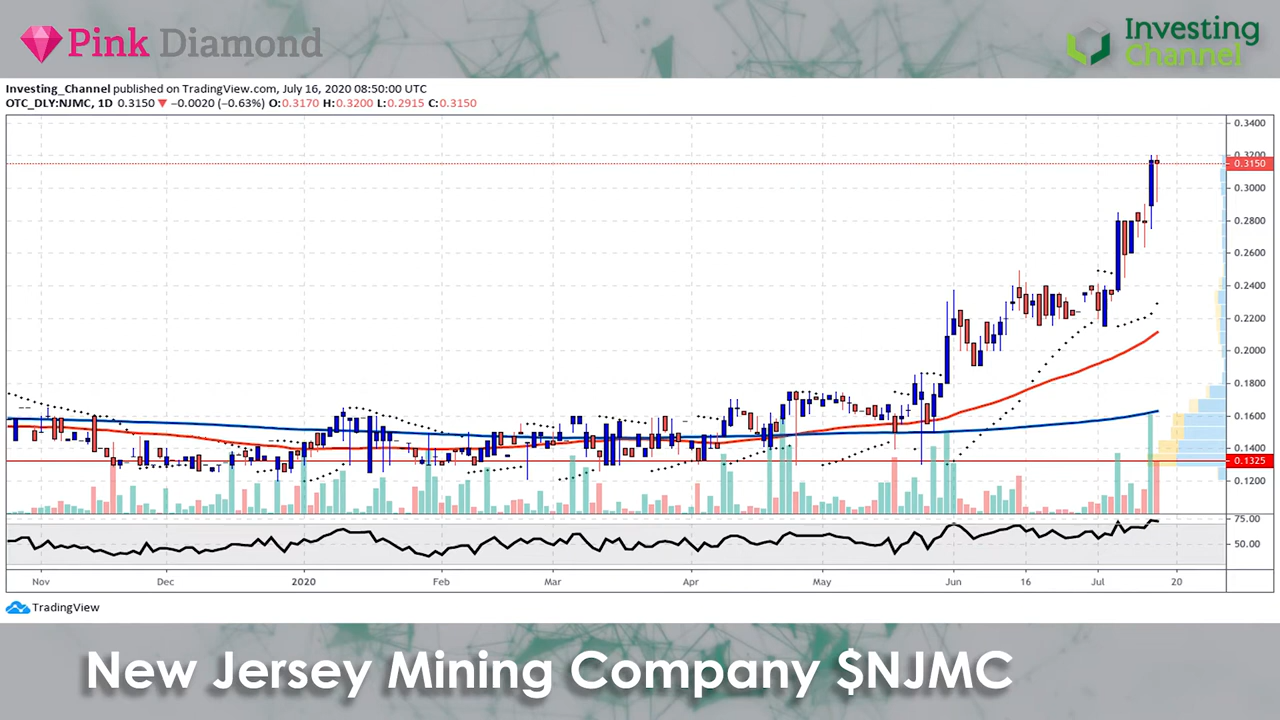 Pink Diamond
Investing
Channel
Investing_Channel published on TradingView.com, July 16, 2020 08:50:00 UTC
OTC_DLY:NJMC, 1D 0.3150 ▼ −0.0020 (−0.63%) O:0.3170 H:0.3200 L:0.2915 C:0.3150
0.3400
0.3200
0.3150
0.3000
0.2800
0.2600
0.2400
0.2200
0.2000
0.1800
0.1600
0.1400
0.1325
0.1200
75.00
50.00
Nov Dec 2020 Feb Mar Apr May Jun 16 Jul 20
TradingView
New Jersey Mining Company $NJMC